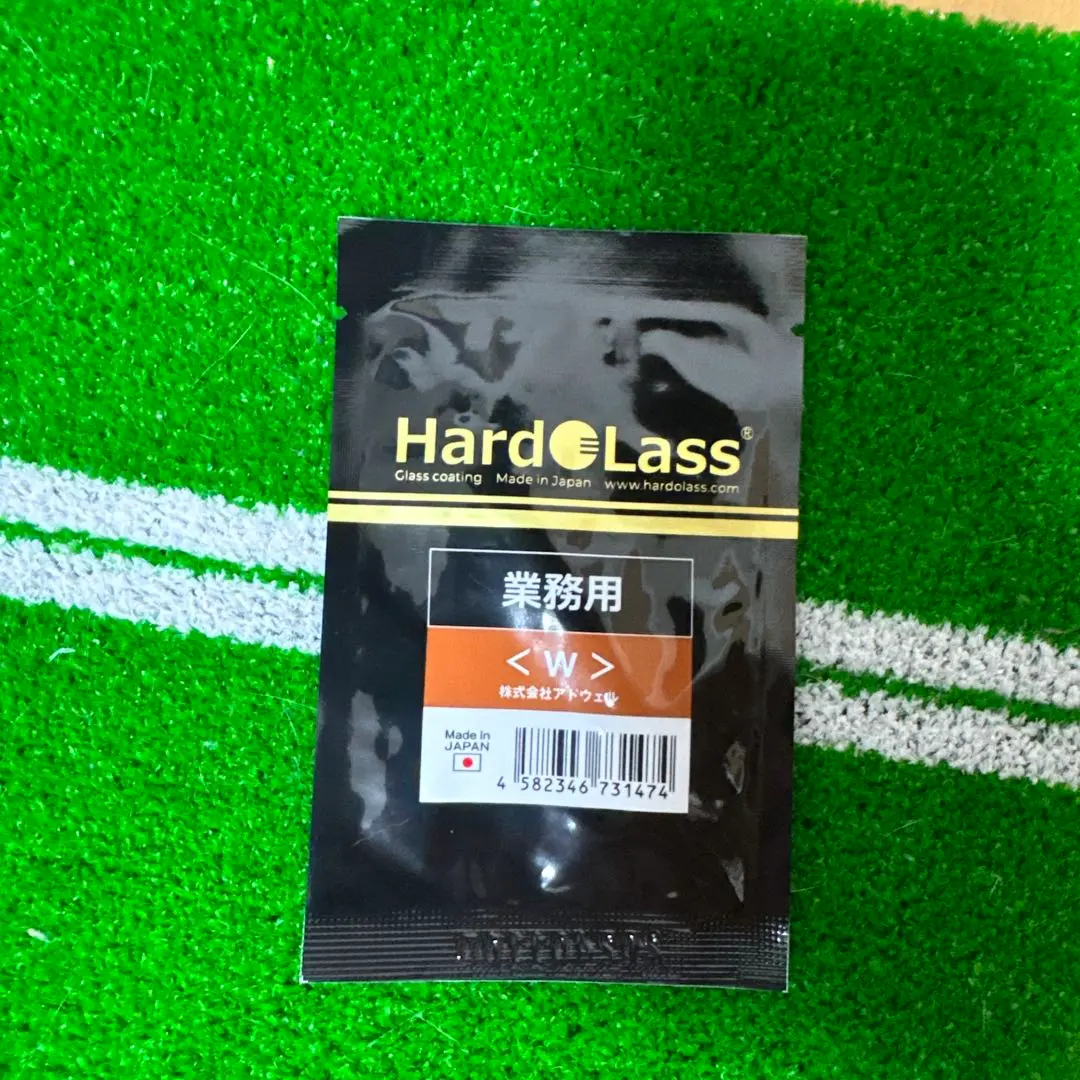 HardoLass®
Glass coating Made in Japan www.hardolass.com
業務用
< W >
株式会社アドウェル
Made In
JAPAN
4 582346 731474